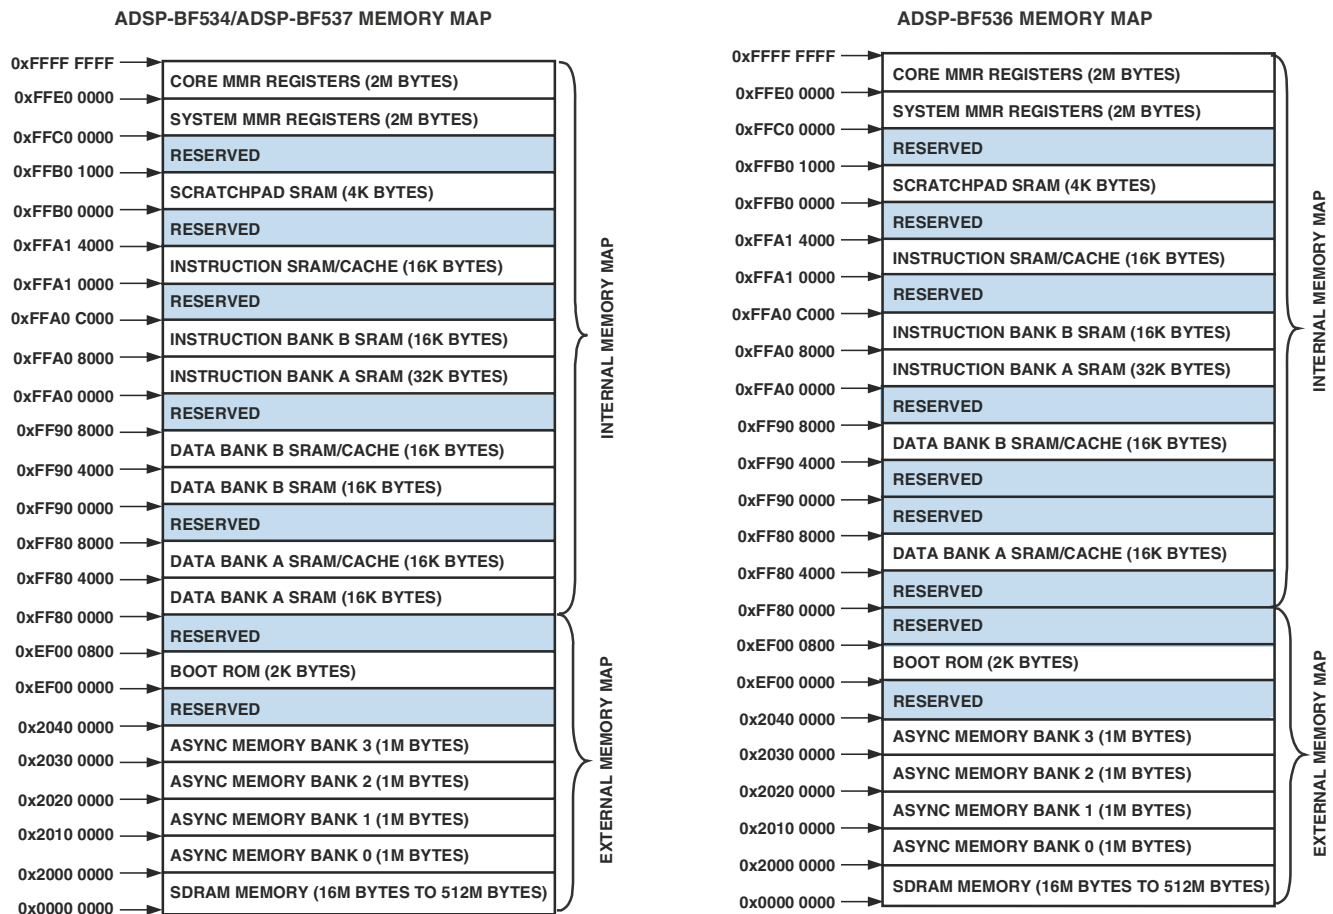 ADSP-BF534/ADSP-BF537 MEMORY MAP
0xFFFF FFFF
CORE MMR REGISTERS (2M BYTES)
0xFFE0 0000
SYSTEM MMR REGISTERS (2M BYTES)
0xFFC0 0000
RESERVED
0xFFB0 1000
SCRATCHPAD SRAM (4K BYTES)
0xFFB0 0000
RESERVED
0xFFA1 4000
INSTRUCTION SRAM/CACHE (16K BYTES)
0xFFA1 0000
RESERVED
0xFFA0 C000
INSTRUCTION BANK B SRAM (16K BYTES)
0xFFA0 8000
INSTRUCTION BANK A SRAM (32K BYTES)
0xFFA0 0000
RESERVED
0xFF90 8000
DATA BANK B SRAM/CACHE (16K BYTES)
0xFF90 4000
DATA BANK B SRAM (16K BYTES)
0xFF90 0000
RESERVED
0xFF80 8000
DATA BANK A SRAM/CACHE (16K BYTES)
0xFF80 4000
DATA BANK A SRAM (16K BYTES)
0xFF80 0000
RESERVED
0xEF00 0800
BOOT ROM (2K BYTES)
0xEF00 0000
RESERVED
0x2040 0000
ASYNC MEMORY BANK 3 (1M BYTES)
0x2030 0000
ASYNC MEMORY BANK 2 (1M BYTES)
0x2020 0000
ASYNC MEMORY BANK 1 (1M BYTES)
0x2010 0000
ASYNC MEMORY BANK 0 (1M BYTES)
0x2000 0000
SDRAM MEMORY (16M BYTES TO 512M BYTES)
0x0000 0000
INTERNAL MEMORY MAP
EXTERNAL MEMORY MAP
ADSP-BF536 MEMORY MAP
0xFFFF FFFF
CORE MMR REGISTERS (2M BYTES)
0xFFE0 0000
SYSTEM MMR REGISTERS (2M BYTES)
0xFFC0 0000
RESERVED
0xFFB0 1000
SCRATCHPAD SRAM (4K BYTES)
0xFFB0 0000
RESERVED
0xFFA1 4000
INSTRUCTION SRAM/CACHE (16K BYTES)
0xFFA1 0000
RESERVED
0xFFA0 C000
INSTRUCTION BANK B SRAM (16K BYTES)
0xFFA0 8000
INSTRUCTION BANK A SRAM (32K BYTES)
0xFFA0 0000
RESERVED
0xFF90 8000
DATA BANK B SRAM/CACHE (16K BYTES)
0xFF90 4000
RESERVED
0xFF90 0000
RESERVED
0xFF80 8000
DATA BANK A SRAM/CACHE (16K BYTES)
0xFF80 4000
RESERVED
0xFF80 0000
RESERVED
0xEF00 0800
BOOT ROM (2K BYTES)
0xEF00 0000
RESERVED
0x2040 0000
ASYNC MEMORY BANK 3 (1M BYTES)
0x2030 0000
ASYNC MEMORY BANK 2 (1M BYTES)
0x2020 0000
ASYNC MEMORY BANK 1 (1M BYTES)
0x2010 0000
ASYNC MEMORY BANK 0 (1M BYTES)
0x2000 0000
SDRAM MEMORY (16M BYTES TO 512M BYTES)
0x0000 0000
INTERNAL MEMORY MAP
EXTERNAL MEMORY MAP